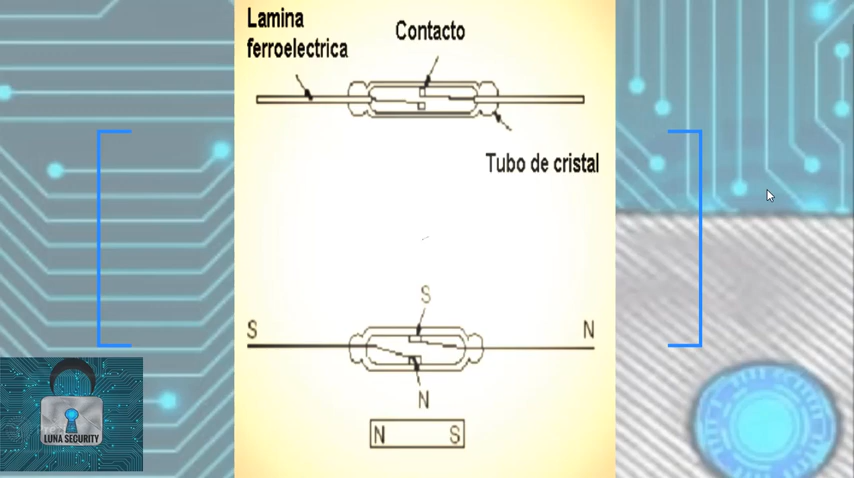 Lamina
ferroelectrica
Contacto
Tubo de cristal
S
S
N
N
N S
LUNA SECURITY